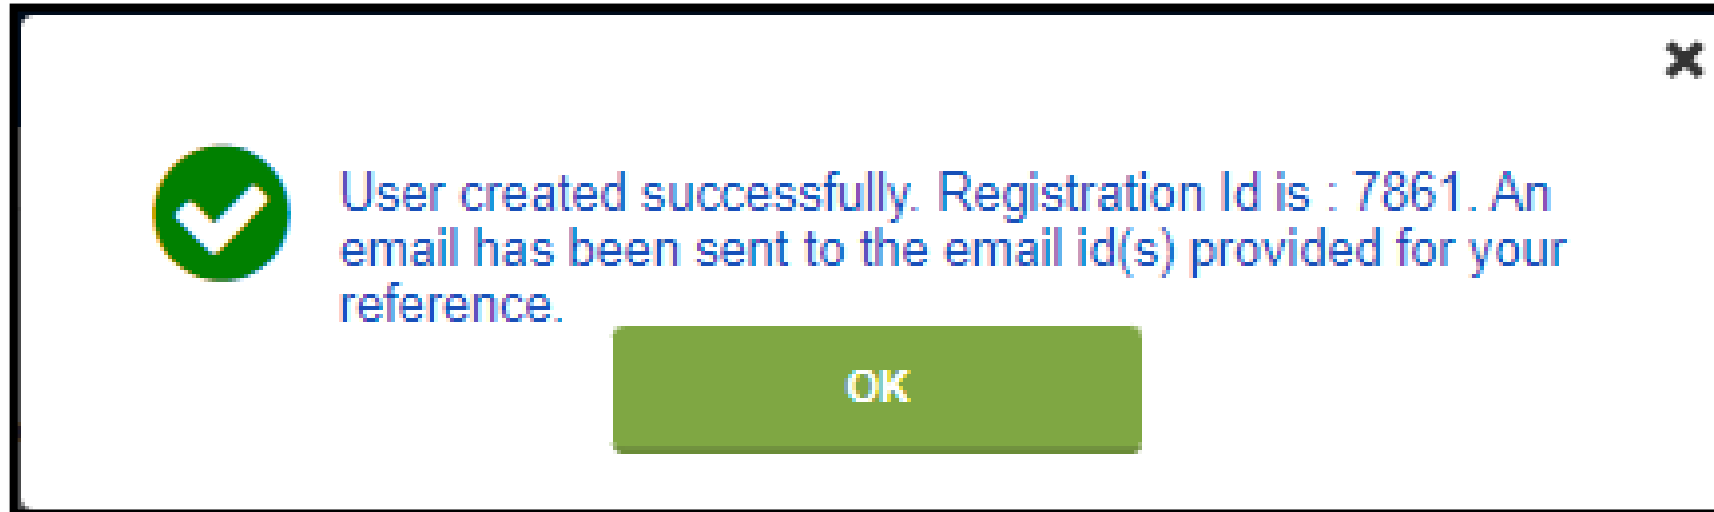 User created successfully. Registration Id is : 7861. An
email has been sent to the email id(s) provided for your
reference.
OK